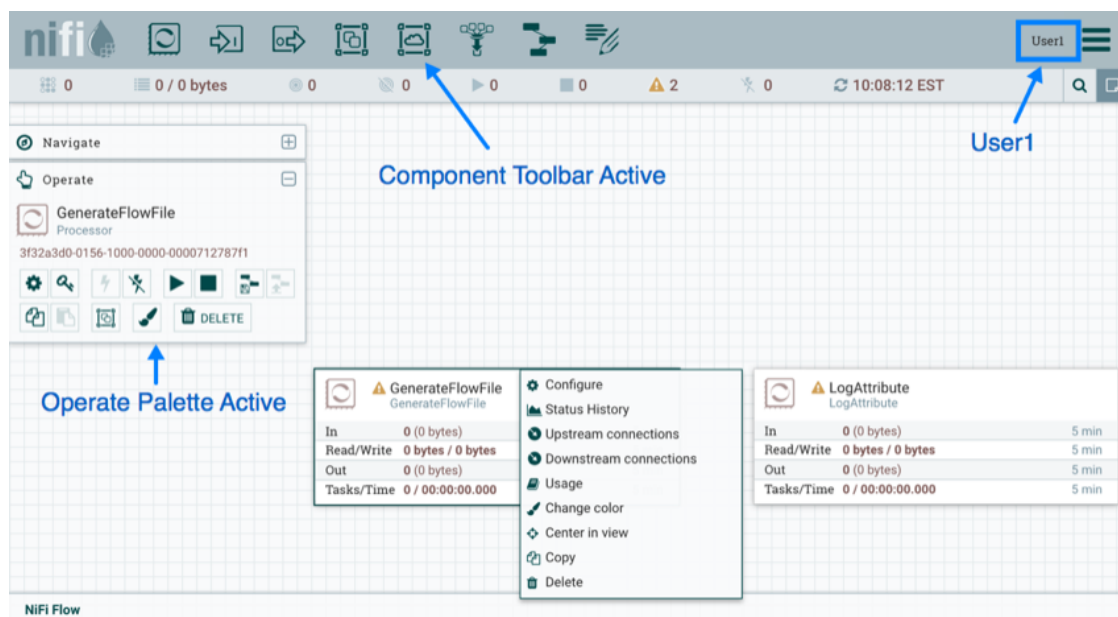 nifi
User1
0
0 / 0 bytes
0
0
0
0
2
0
10:08:12 EST
User1
Component Toolbar Active
Navigate
Operate
GenerateFlowFile
Processor
3f32a3d0-0156-1000-0000-0000712787f1
DELETE
Operate Palette Active
GenerateFlowFile
GenerateFlowFile
In 0 (0 bytes)
Read/Write 0 bytes / 0 bytes
Out 0 (0 bytes)
Tasks/Time 0 / 00:00:00.000
Configure
Status History
Upstream connections
Downstream connections
Usage
Change color
Center in view
Copy
Delete
LogAttribute
LogAttribute
In 0 (0 bytes) 5 min
Read/Write 0 bytes / 0 bytes 5 min
Out 0 (0 bytes) 5 min
Tasks/Time 0 / 00:00:00.000 5 min
NiFi Flow